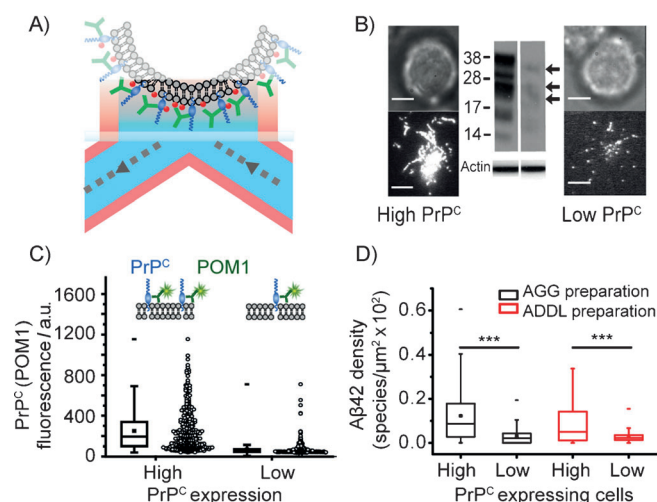 A)
B)
38
28
17
14
Actin
High PrPC
Low PrPC
C)
PrPC
POM1
PrPC (POM1)
fluorescence / a.u.
1600
1200
800
400
200
0
High
Low
PrPC expression
D)
AGG preparation
ADDL preparation
Aβ42 density
(species/μm² x 10²)
0.6
0.4
0.2
0.0
***
***
High
Low
High
Low
PrPC expressing cells